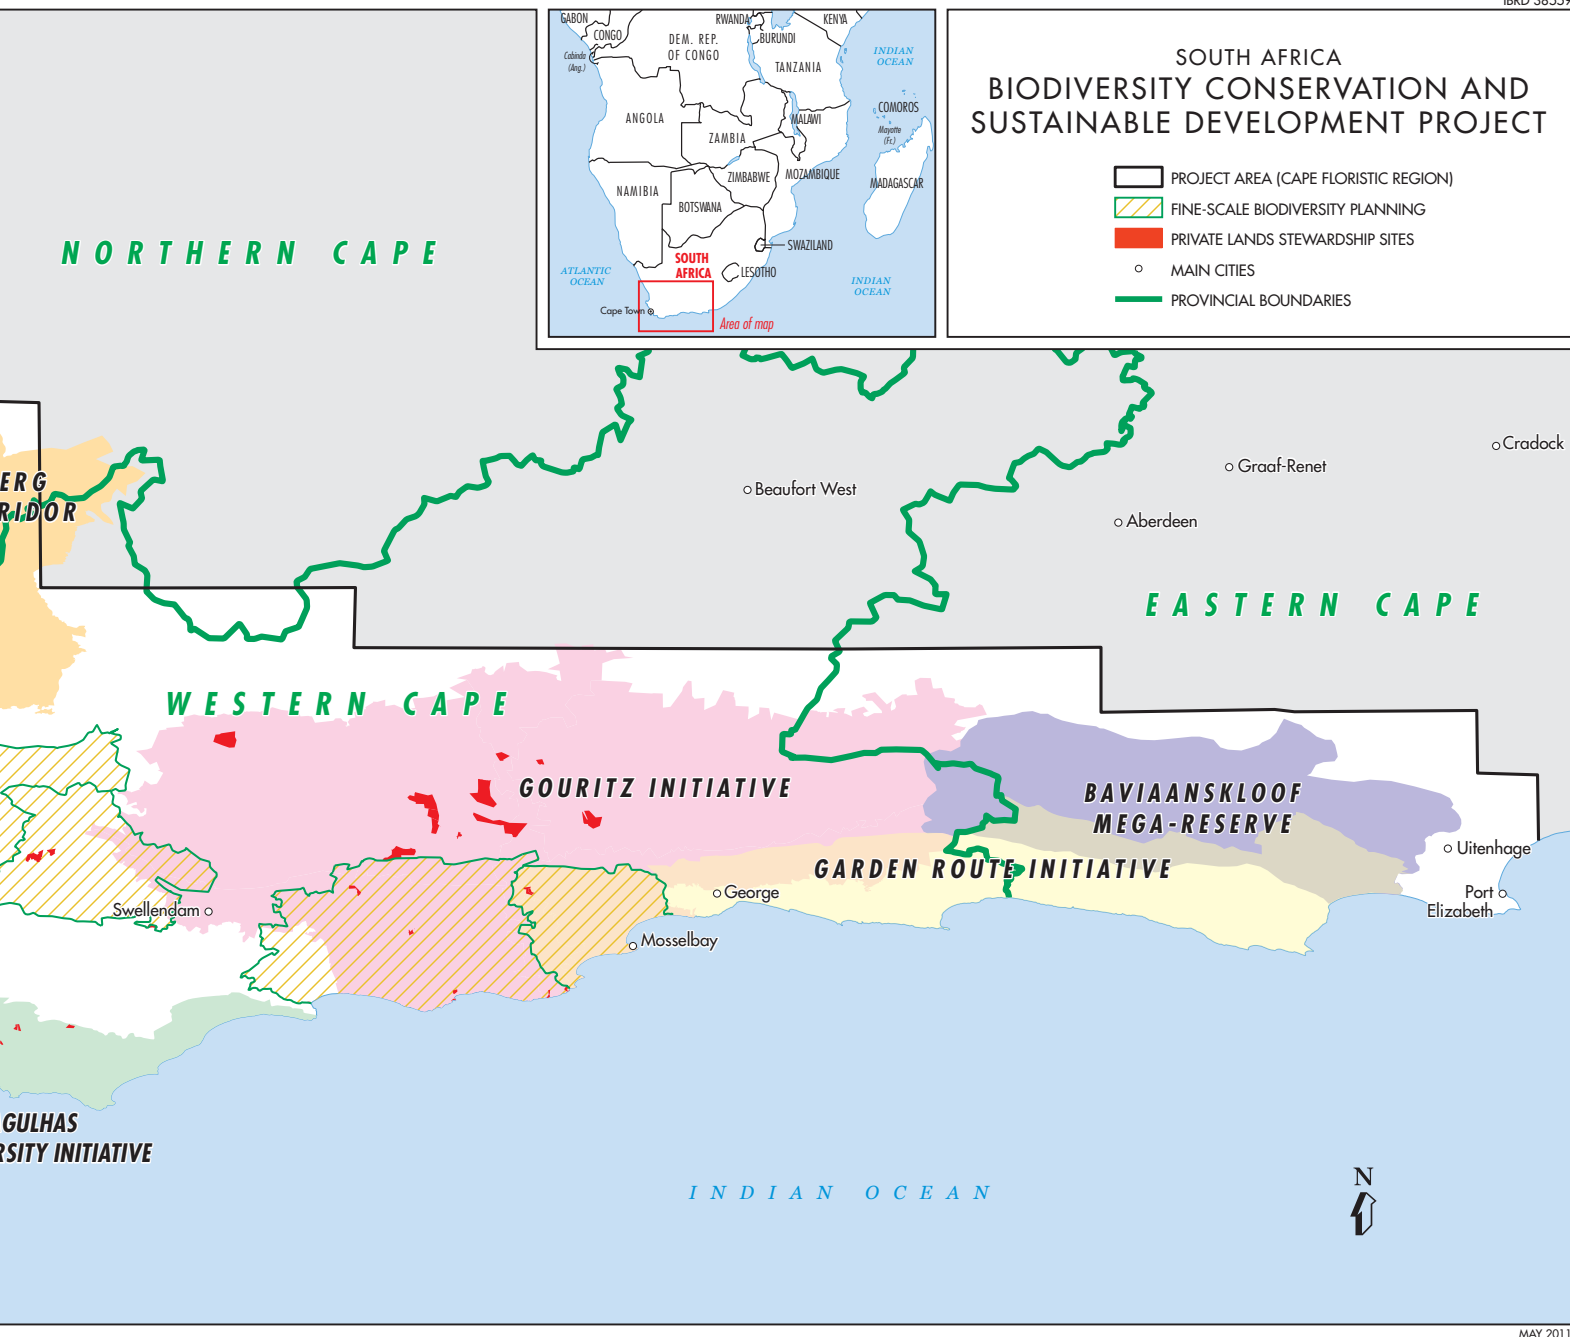 GABON
CONGO
Cabinda
(Ang.)
DEM. REP.
OF CONGO
RWANDA
BURUNDI
KENYA
TANZANIA
INDIAN
OCEAN
COMOROS
Mayotte
(Fr.)
ANGOLA
ZAMBIA
MALAWI
MOZAMBIQUE
MADAGASCAR
NAMIBIA
ZIMBABWE
BOTSWANA
SWAZILAND
SOUTH
AFRICA
LESOTHO
ATLANTIC
OCEAN
INDIAN
OCEAN
Cape Town
Area of map
SOUTH AFRICA
BIODIVERSITY CONSERVATION AND
SUSTAINABLE DEVELOPMENT PROJECT
PROJECT AREA (CAPE FLORISTIC REGION)
FINE-SCALE BIODIVERSITY PLANNING
PRIVATE LANDS STEWARDSHIP SITES
MAIN CITIES
PROVINCIAL BOUNDARIES
NORTHERN CAPE
Cradock
Graaf-Renet
Beaufort West
Aberdeen
ERG
RIDOR
EASTERN CAPE
WESTERN CAPE
GOURITZ INITIATIVE
BAVIAANSKLOOF
MEGA-RESERVE
GARDEN ROUTE INITIATIVE
Uitenhage
Port
Elizabeth
George
Swellendam
Mosselbay
GULHAS
RSITY INITIATIVE
INDIAN OCEAN
N
MAY 2011